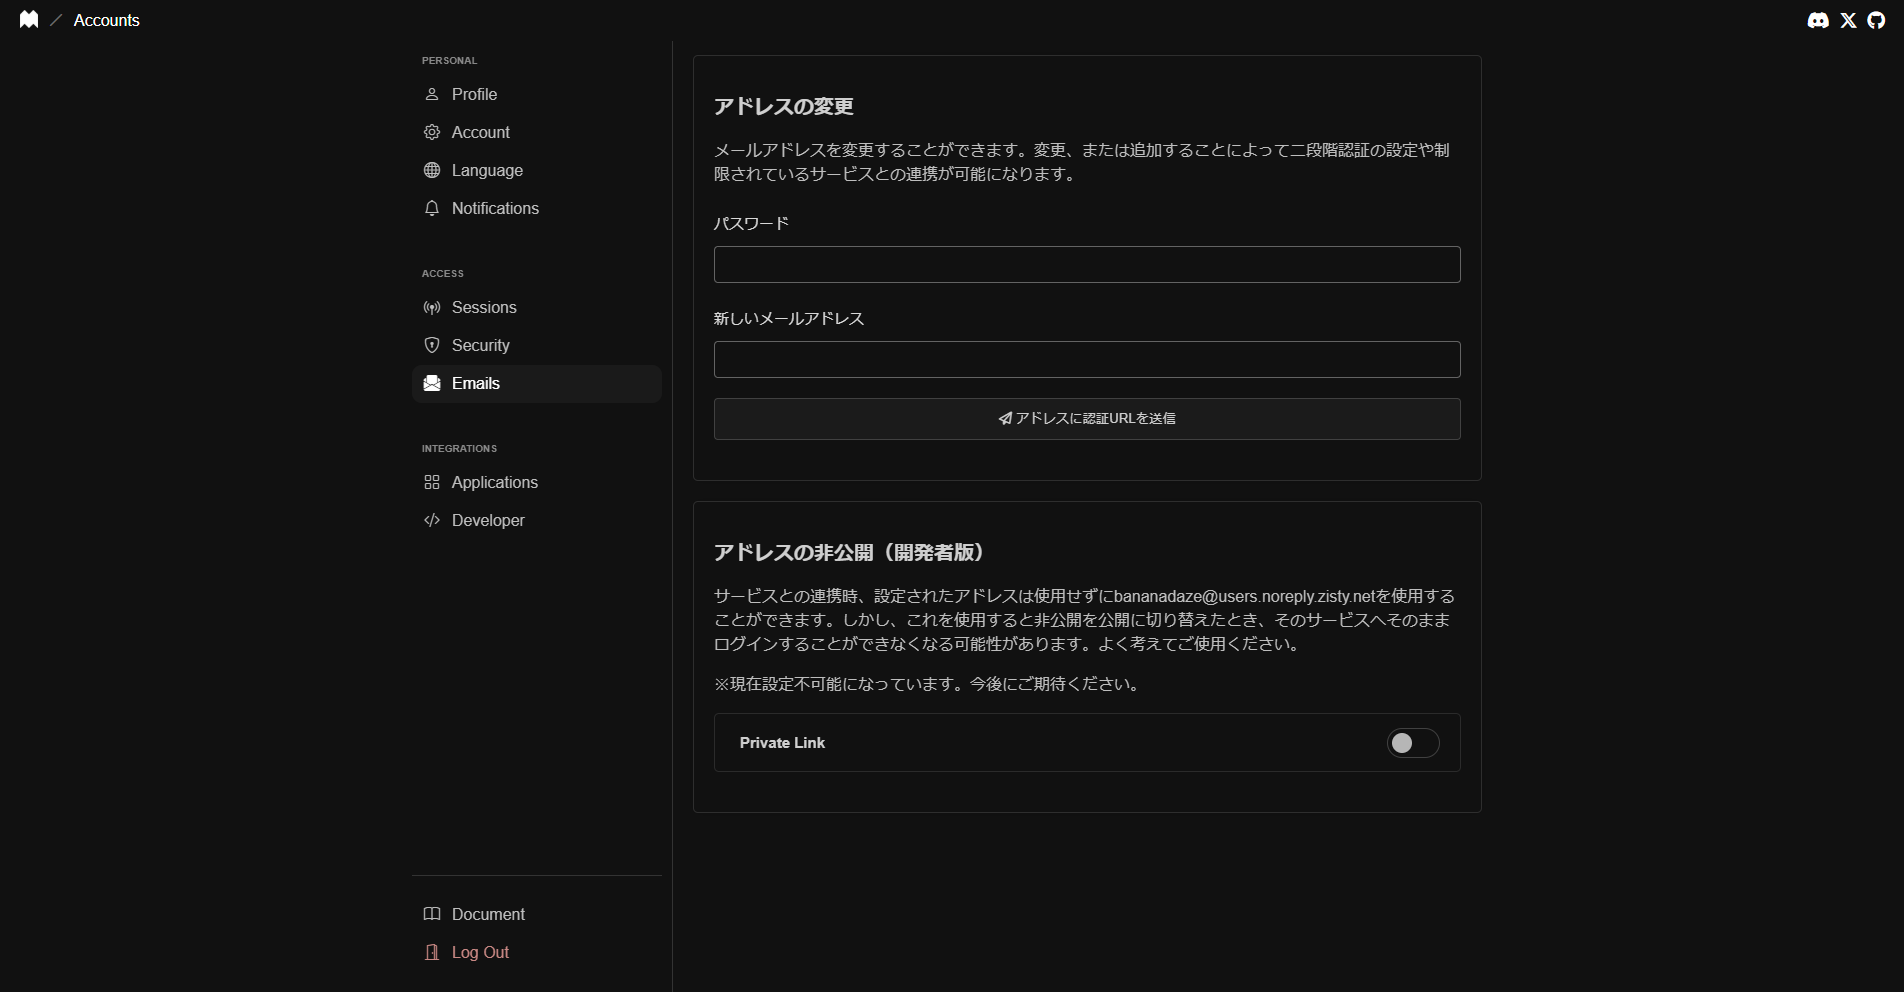 Accounts
PERSONAL
Profile
Account
Language
Notifications
ACCESS
Sessions
Security
Emails
INTEGRATIONS
Applications
Developer
Document
Log Out
アドレスの変更
メールアドレスを変更することができます。変更、または追加することによって二段階認証の設定や制
限されているサービスとの連携が可能になります。
パスワード
新しいメールアドレス
アドレスに認証URLを送信
アドレスの非公開（開発者版）
サービスとの連携時、設定されたアドレスは使用せずにbananadaze@users.noreply.zisty.netを使用する
ことができます。しかし、これを使用すると非公開を公開に切り替えたとき、そのサービスへそのまま
ログインすることができなくなる可能性があります。よく考えてご使用ください。
※現在設定不可能になっています。今後にご期待ください。
Private Link